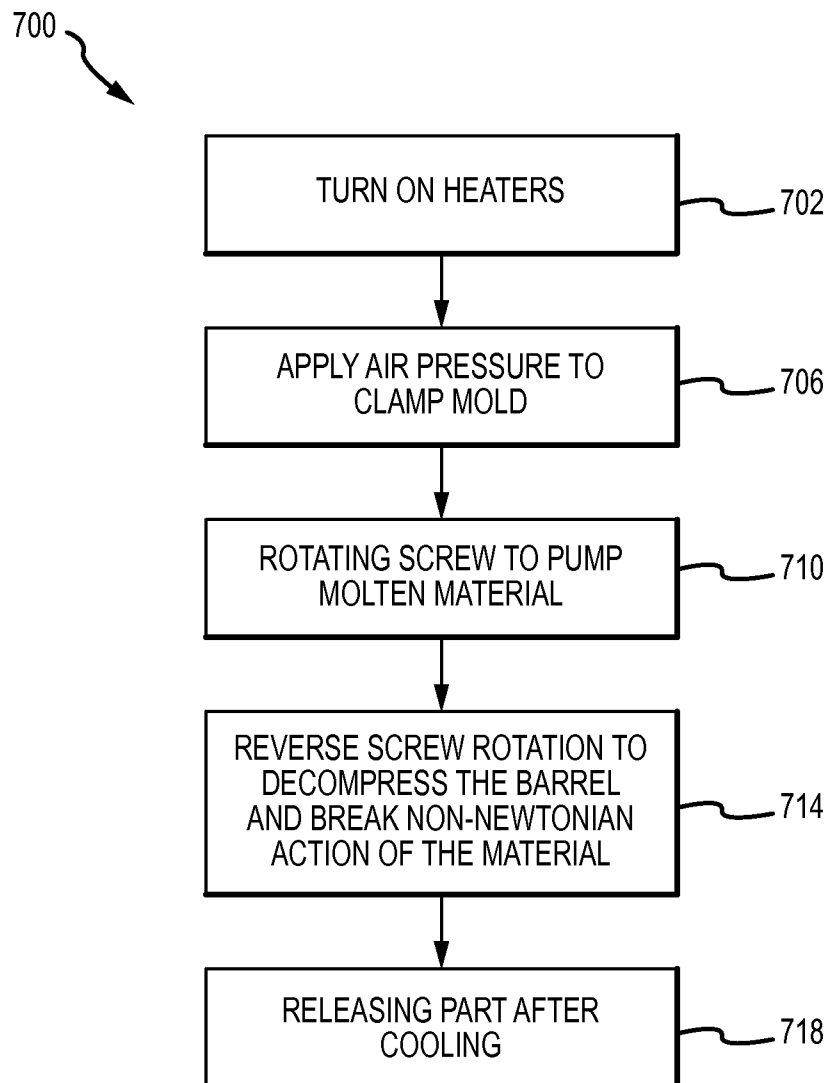 700
TURN ON HEATERS
702
APPLY AIR PRESSURE TO
CLAMP MOLD
706
ROTATING SCREW TO PUMP
MOLTEN MATERIAL
710
REVERSE SCREW ROTATION TO
DECOMPRESS THE BARREL
AND BREAK NON-NEWTONIAN
ACTION OF THE MATERIAL
714
RELEASING PART AFTER
COOLING
718